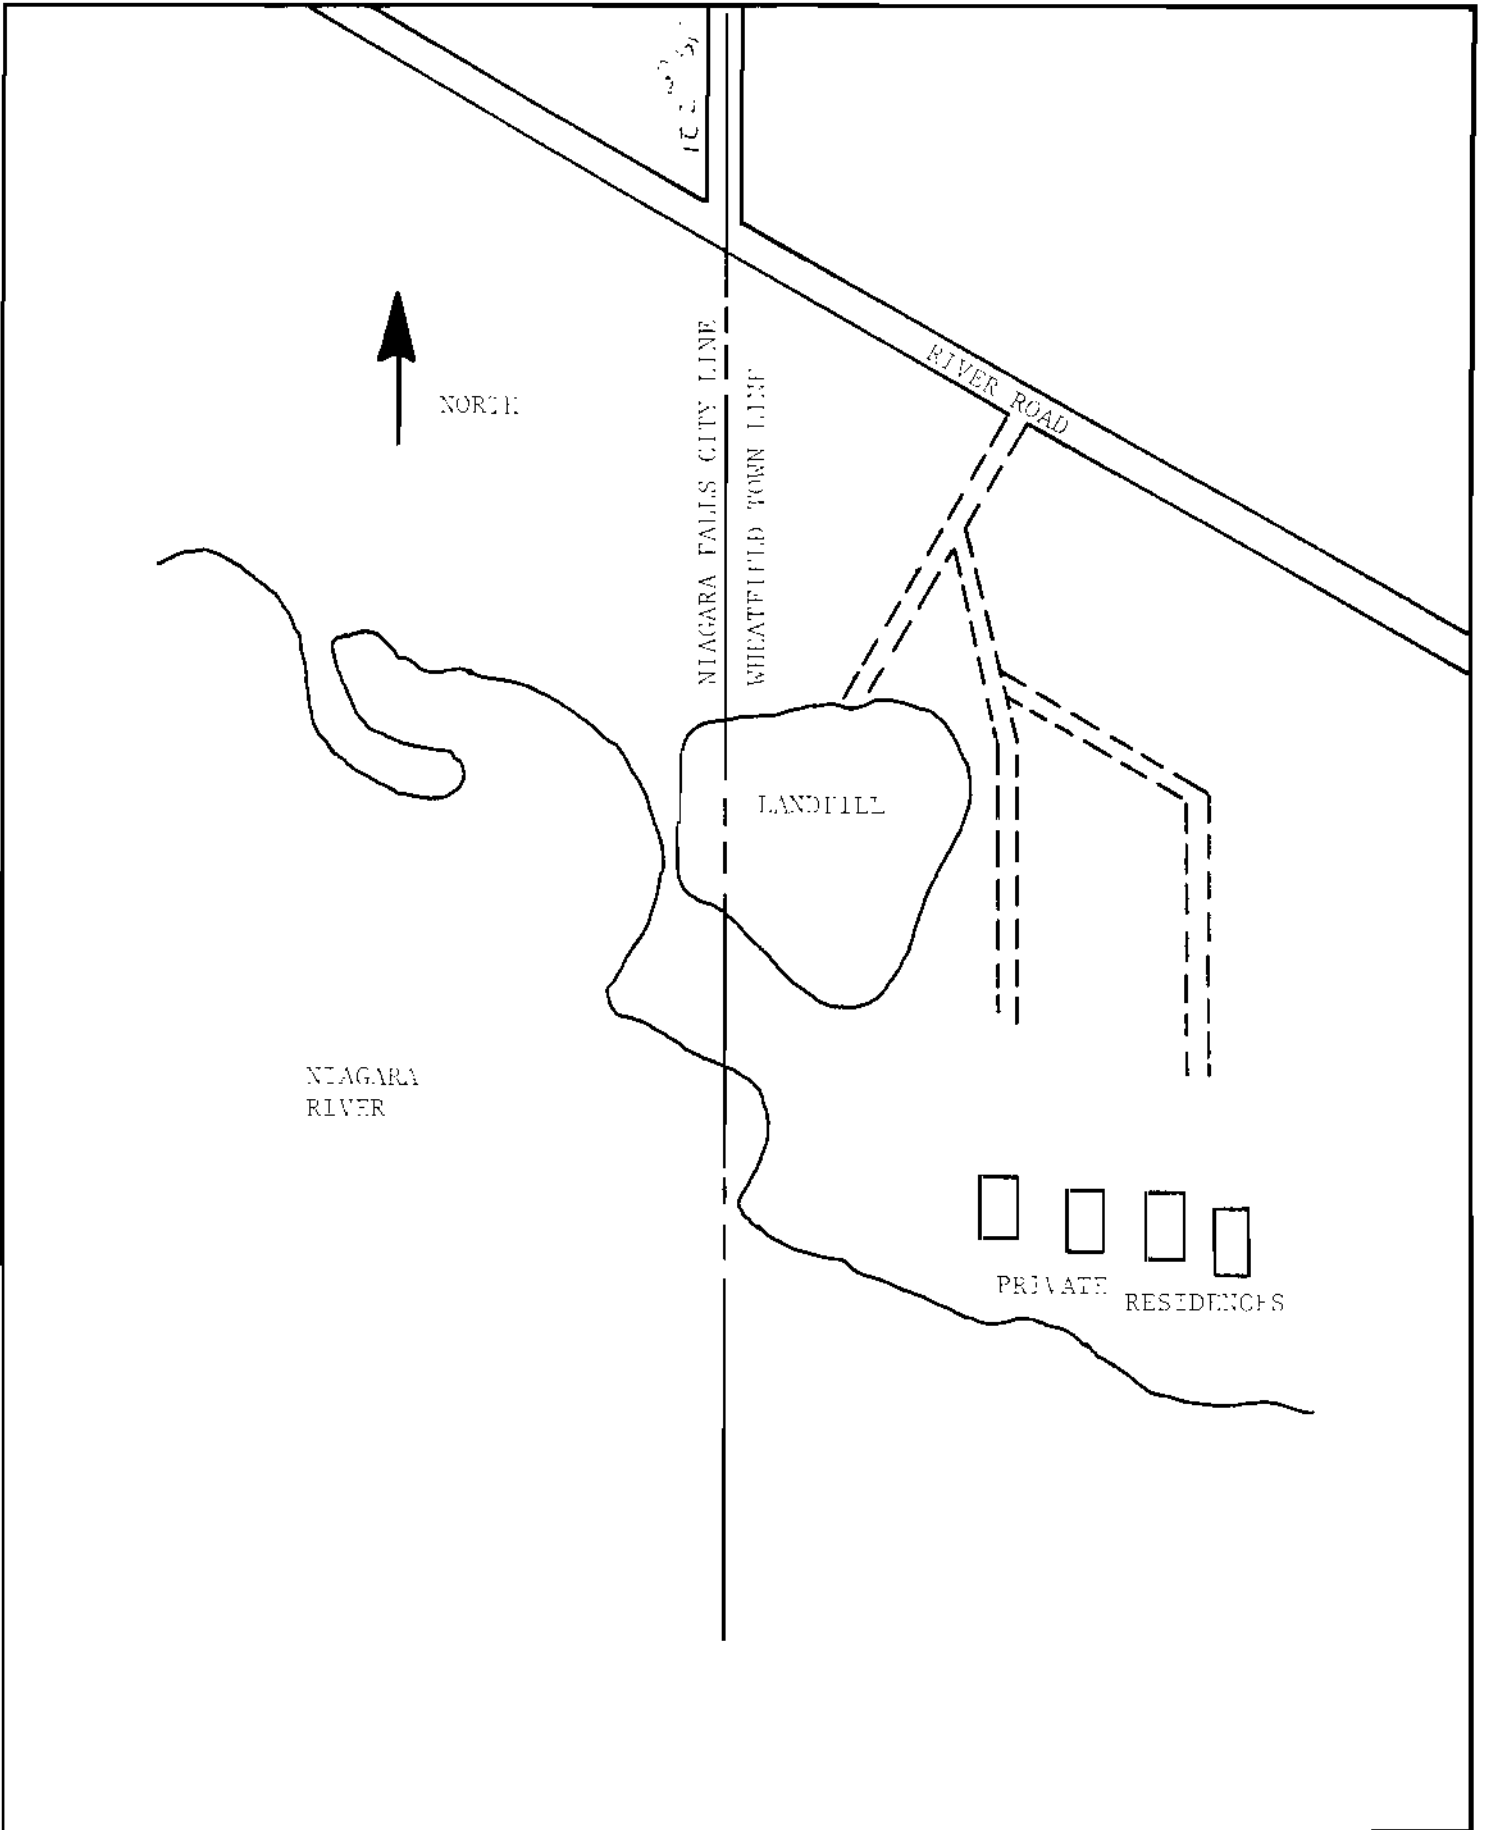 RIVER ROAD
NORTH
NIAGARA FALLS CITY LINE
WHEATFIELD TOWN LINE
LANDFILL
NIAGARA
RIVER
PRIVATE
RESIDENCES